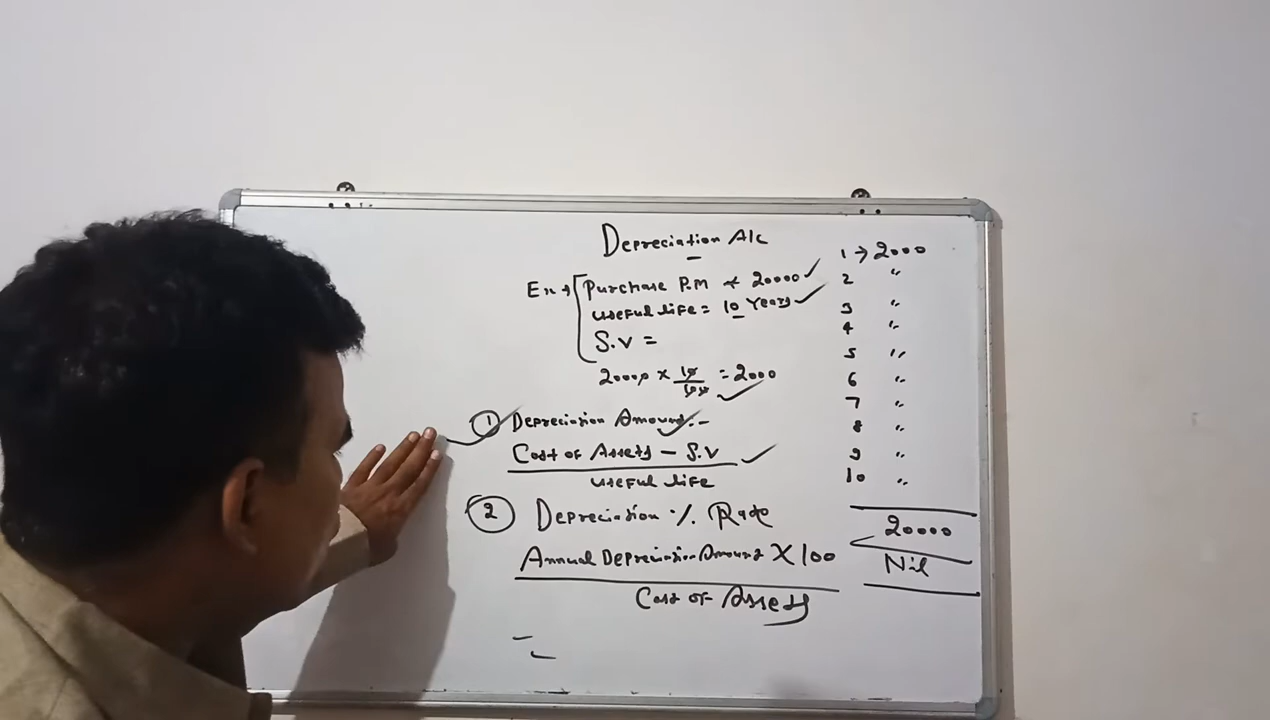 Depreciation A/c
Ex → Purchase P.M → 20000 ✓
Useful Life = 10 Years ✓
S.V =
20000 × 10/100 = 2000 ✓
① Depreciation Amount :-
Cost of Assets - S.V ✓
Useful Life
② Depreciation % Rate
Annual Depreciation Amount × 100
Cost of Assets
1 → 2000
2 "
3 "
4 "
5 "
6 "
7 "
8 "
9 "
10 "
20000
Nil